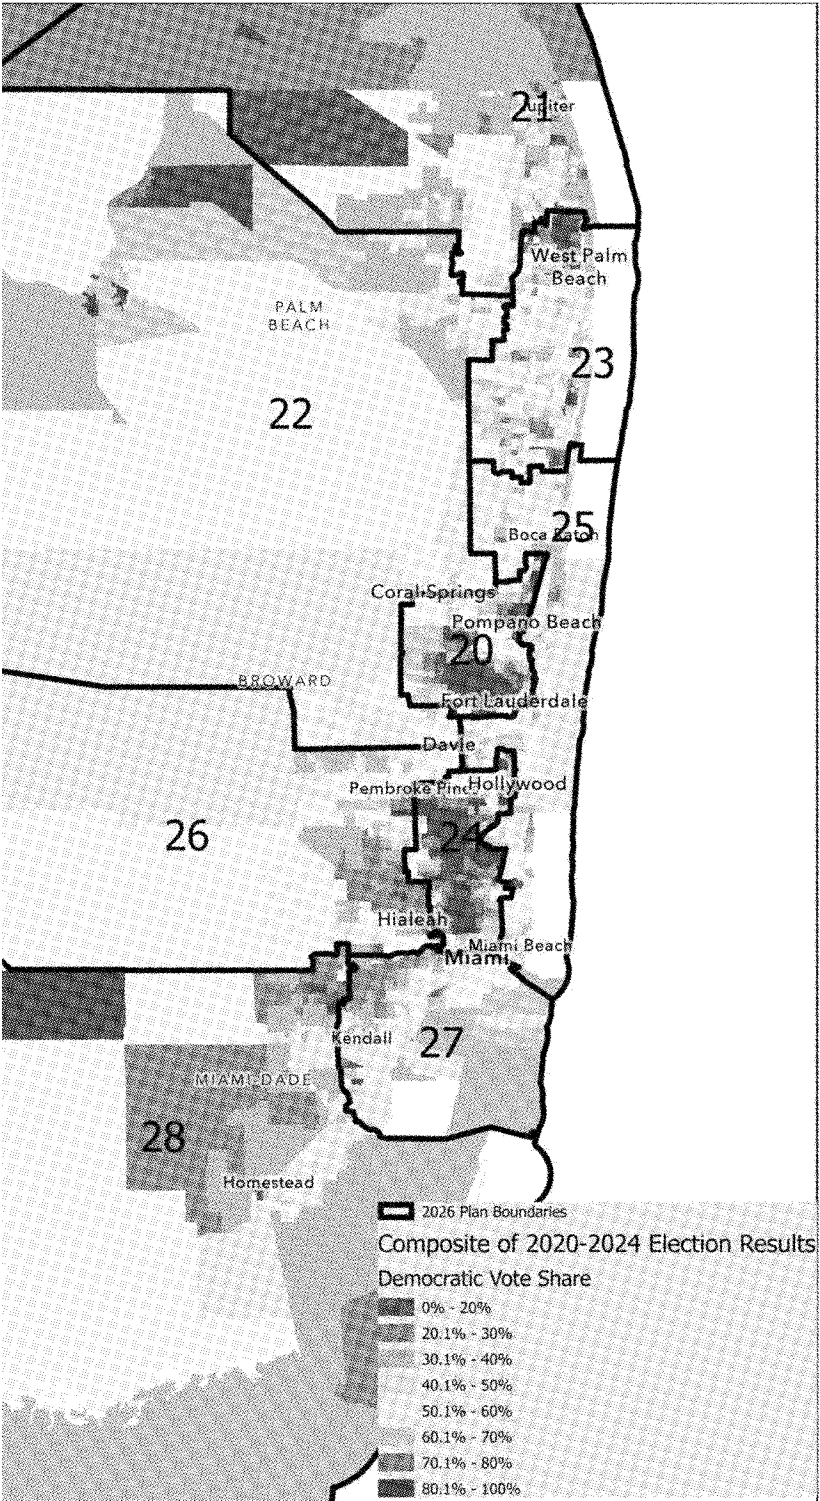 21
Jupiter
West Palm
Beach
PALM
BEACH
23
22
25
Boca Raton
Coral Springs
Pompano Beach
20
BROWARD
Fort Lauderdale
Davie
Hollywood
Pembroke Pines
26
24
Hialeah
Miami Beach
Miami
Kendall
27
MIAMI-DADE
28
Homestead
2026 Plan Boundaries
Composite of 2020-2024 Election Results
Democratic Vote Share
0% - 20%
20.1% - 30%
30.1% - 40%
40.1% - 50%
50.1% - 60%
60.1% - 70%
70.1% - 80%
80.1% - 100%